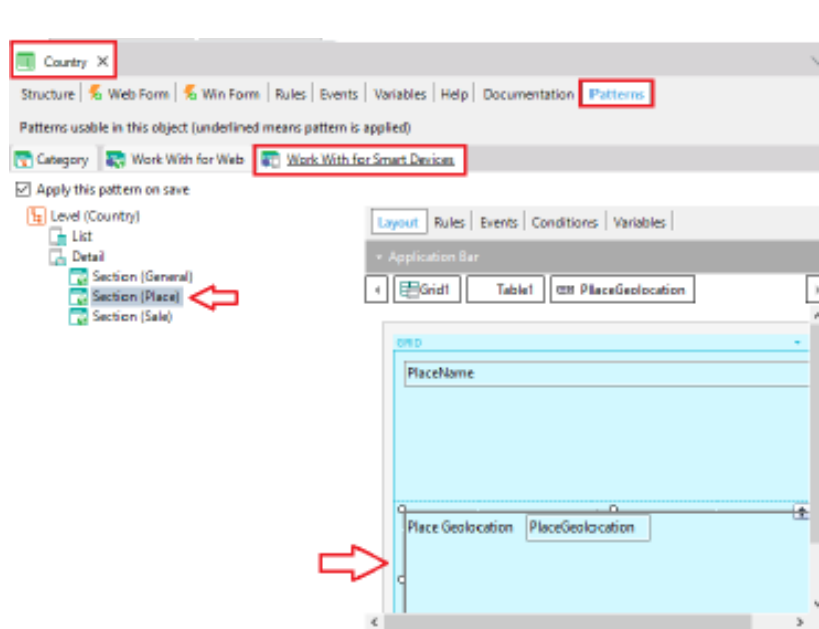 Country X
Structure Web Form Win Form Rules Events Variables Help Documentation Patterns
Patterns usable in this object (underlined means pattern is applied)
Category Work With for Web Work With for Smart Devices
Apply this pattern on save
Level (Country)
List
Detail
Section (General)
Section (Place)
Section (Sale)
Layout Rules Events Conditions Variables
Application Bar
Grid1 Table1 PlaceGeolocation
GRID
PlaceName
Place Geolocation PlaceGeolocation